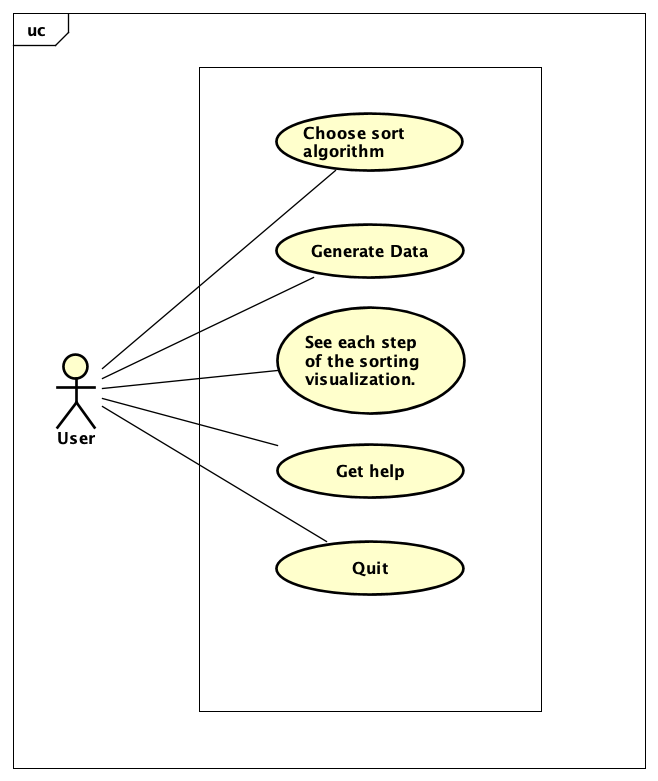 uc
Choose sort
algorithm
Generate Data
See each step
of the sorting
visualization.
User
Get help
Quit